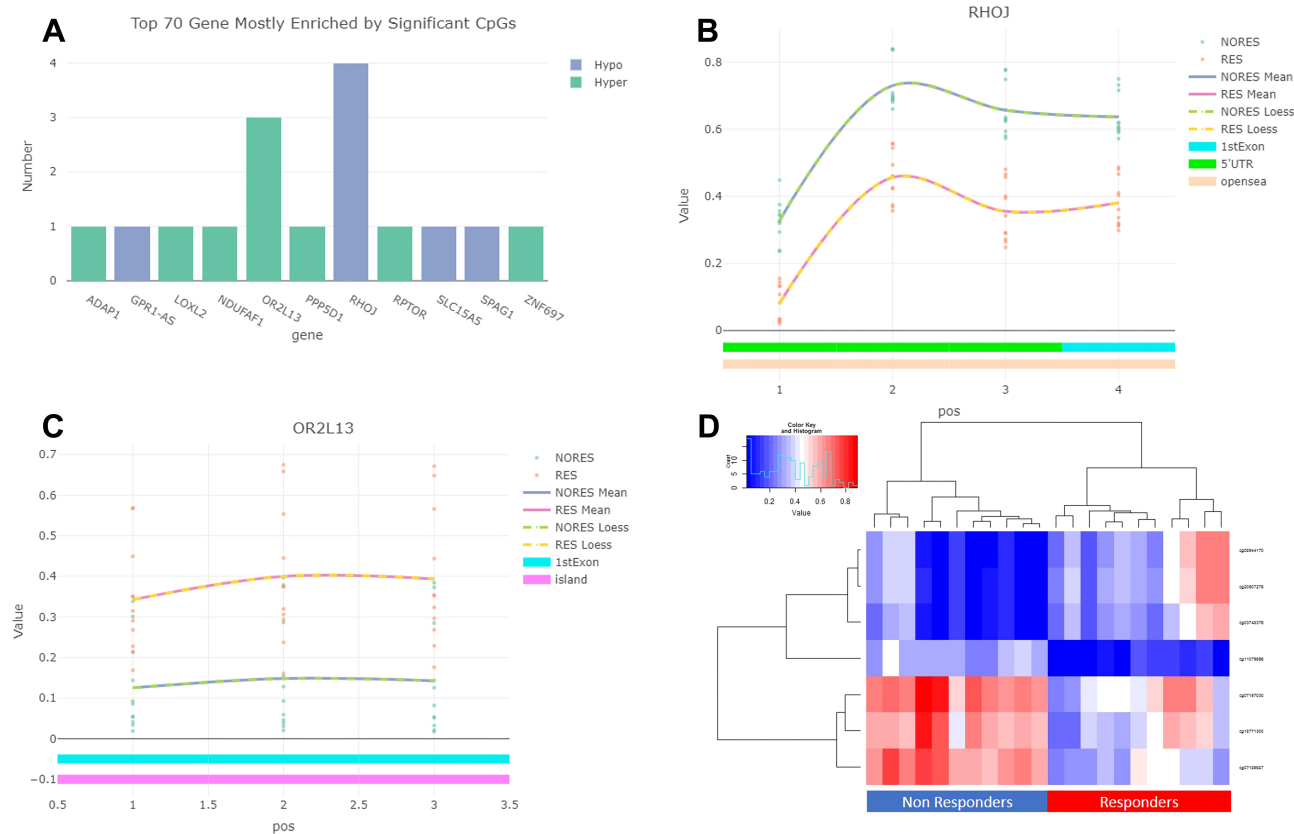 A
Top 70 Gene Mostly Enriched by Significant CpGs
Hypo
Hyper
Number
4
3
2
1
0
ADAP1
GPR1-AS
LOXL2
NDUFAF1
OR2L13
PPP5D1
RHOJ
RPTOR
SLC15A5
SPAG1
ZNF697
gene
B
RHOJ
NORES
RES
NORES Mean
RES Mean
NORES Loess
RES Loess
1stExon
5'UTR
opensea
Value
0.8
0.6
0.4
0.2
0
1 2 3 4
pos
C
OR2L13
NORES
RES
NORES Mean
RES Mean
NORES Loess
RES Loess
1stExon
island
Value
0.7
0.6
0.5
0.4
0.3
0.2
0.1
0
−0.1
0.5 1 1.5 2 2.5 3 3.5
pos
D
Color Key
and Histogram
Count
0 5 10
0.2 0.4 0.6 0.8
Value
Non Responders
Responders